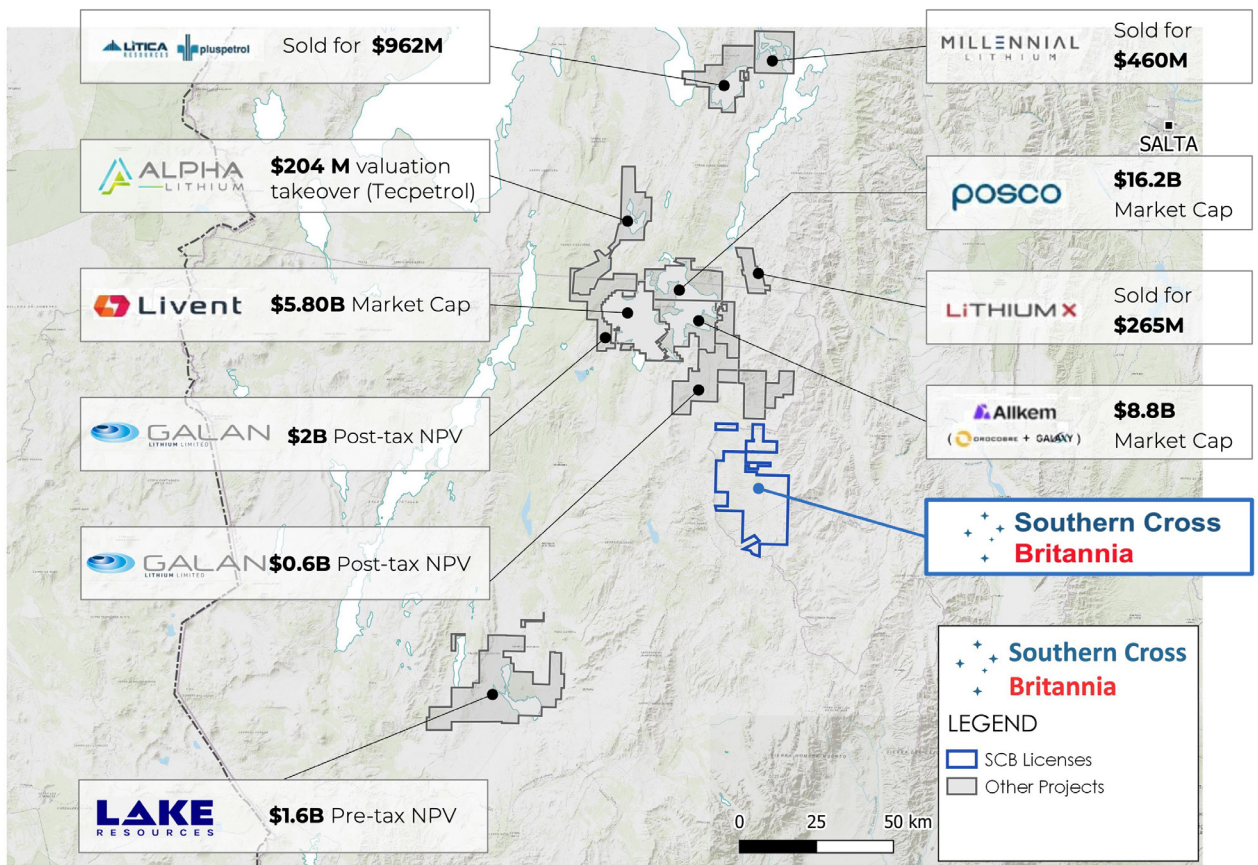 LITICA
RESOURCES
pluspetrol
Sold for $962M
MILLENNIAL
LITHIUM
Sold for
$460M
SALTA
ALPHA
LITHIUM
$204 M valuation
takeover (Tecpetrol)
posco
$16.2B
Market Cap
Livent
$5.80B Market Cap
LiTHIUM X
Sold for
$265M
Allkem
( OROCOBRE + GALAXY )
$8.8B
Market Cap
GALAN
LITHIUM LIMITED
$2B Post-tax NPV
Southern Cross
Britannia
GALAN
LITHIUM LIMITED
$0.6B Post-tax NPV
Southern Cross
Britannia
LEGEND
SCB Licenses
Other Projects
LAKE
RESOURCES
$1.6B Pre-tax NPV
0 25 50 km